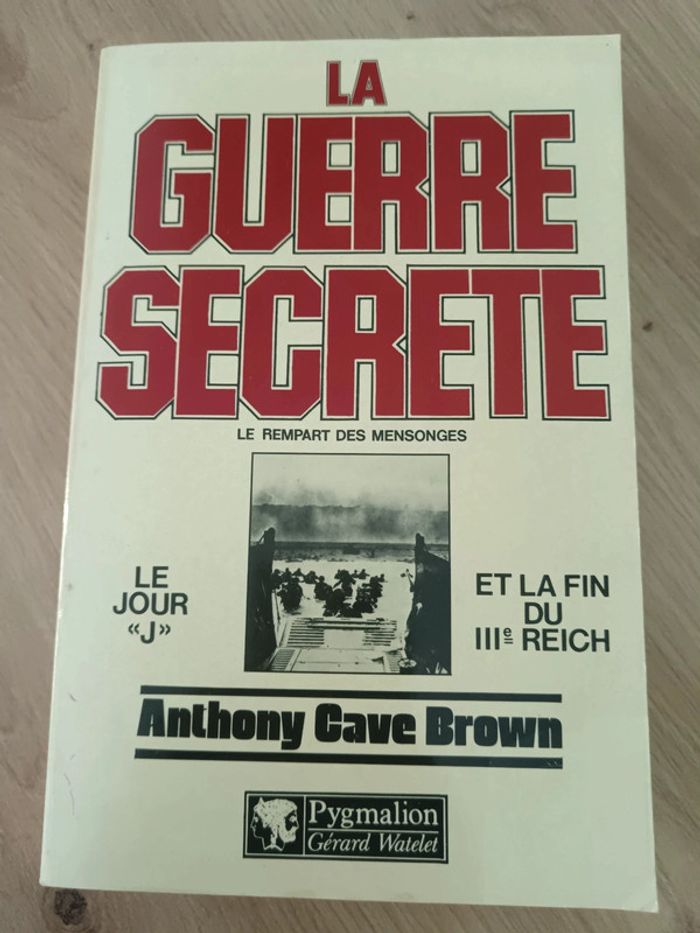 LA
GUERRE
SECRETE
LE REMPART DES MENSONGES
LE
JOUR
«J»
ET LA FIN
DU
IIIe REICH
Anthony Cave Brown
Pygmalion
Gérard Watelet